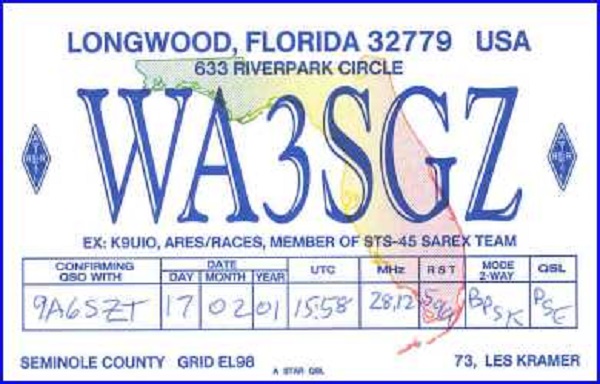 LONGWOOD, FLORIDA 32779 USA
633 RIVERPARK CIRCLE
WA3SGZ
EX: K9UIO, ARES/RACES, MEMBER OF STS-45 SAREX TEAM
CONFIRMING QSO WITH DATE DAY MONTH YEAR UTC MHz RST MODE 2-WAY QSL
9A6SZT 17 02 01 15:58 28,12 599 BPSK PSE
SEMINOLE COUNTY GRID EL98 A STAR QSL 73, LES KRAMER